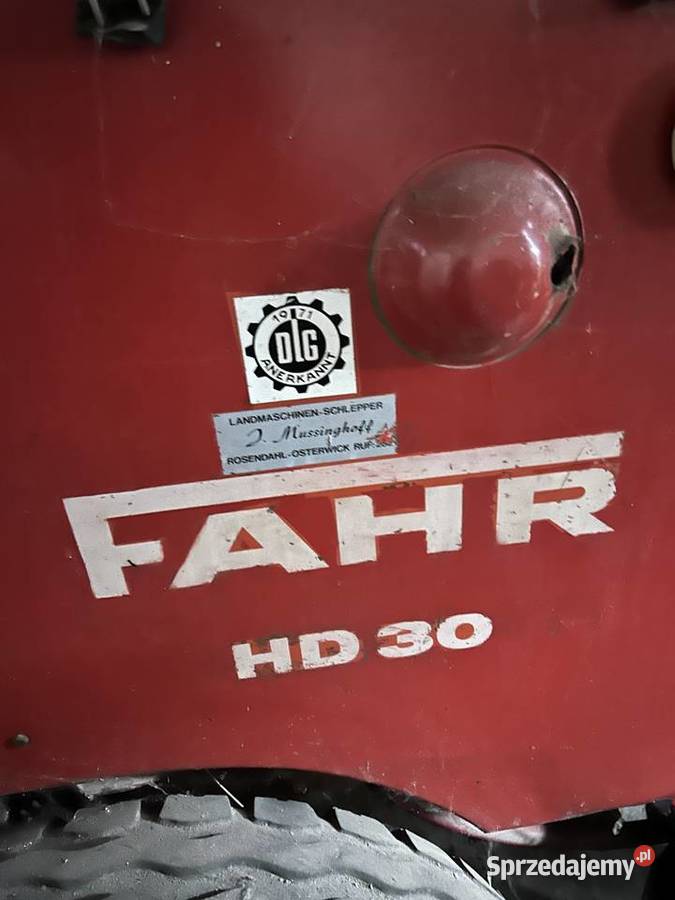 1971
DLG
ANERKANNT
LANDMASCHINEN-SCHLEPPER
J. Mussinghoff
ROSENDAHL-OSTERWICK RUF:
FAHR
HD 30
Sprzedajemy.pl